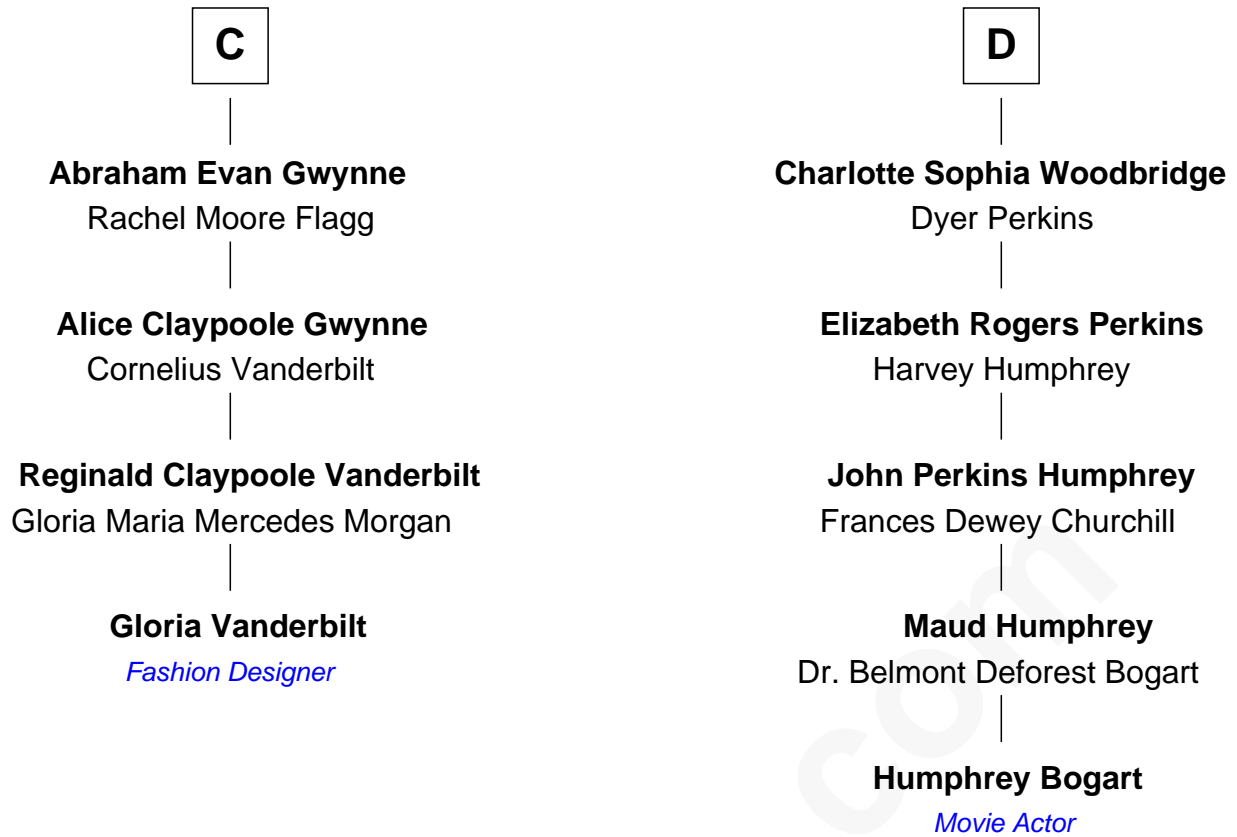 C
Abraham Evan Gwynne
Rachel Moore Flagg
Alice Claypoole Gwynne
Cornelius Vanderbilt
Reginald Claypoole Vanderbilt
Gloria Maria Mercedes Morgan
Gloria Vanderbilt
Fashion Designer
D
Charlotte Sophia Woodbridge
Dyer Perkins
Elizabeth Rogers Perkins
Harvey Humphrey
John Perkins Humphrey
Frances Dewey Churchill
Maud Humphrey
Dr. Belmont Deforest Bogart
Humphrey Bogart
Movie Actor
com